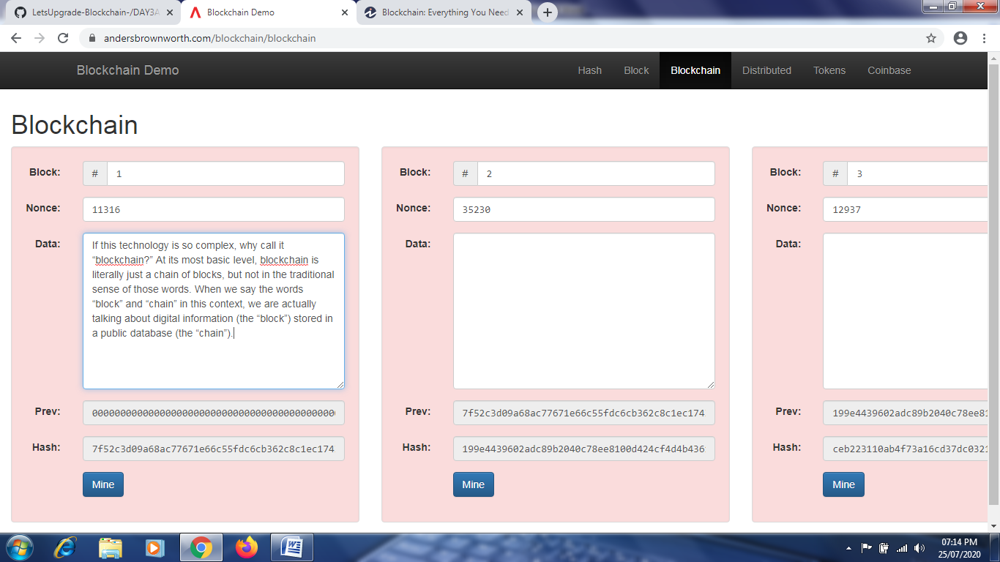 LetsUpgrade-Blockchain-/DAY3A
Blockchain Demo
Blockchain: Everything You Need
andersbrownworth.com/blockchain/blockchain
Blockchain Demo
Hash
Block
Blockchain
Distributed
Tokens
Coinbase
Blockchain
Block:
# 1
Nonce:
11316
Data:
If this technology is so complex, why call it
“blockchain?” At its most basic level, blockchain is
literally just a chain of blocks, but not in the traditional
sense of those words. When we say the words
“block” and “chain” in this context, we are actually
talking about digital information (the “block”) stored in
a public database (the “chain”).
Prev:
0000000000000000000000000000000000000000000
Hash:
7f52c3d09a68ac77671e66c55fdc6cb362c8c1ec174
Mine
Block:
# 2
Nonce:
35230
Data:
Prev:
7f52c3d09a68ac77671e66c55fdc6cb362c8c1ec174
Hash:
199e4439602adc89b2040c78ee8100d424cf4d4b436
Mine
Block:
# 3
Nonce:
12937
Data:
Prev:
199e4439602adc89b2040c78ee81
Hash:
ceb223110ab4f73a16cd37dc0321
Mine
07:14 PM
25/07/2020